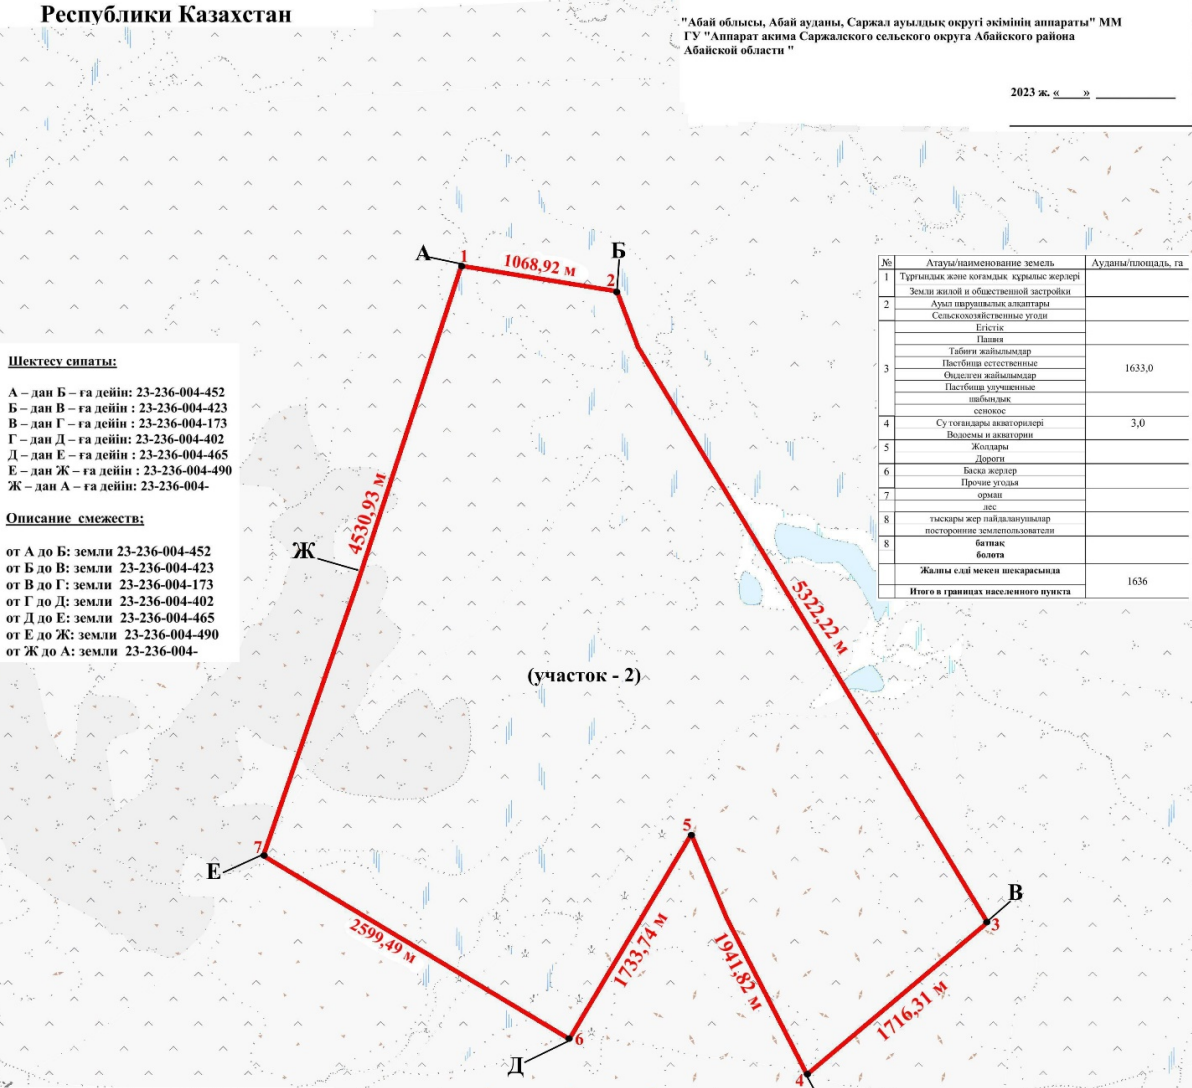 Республики Казахстан
"Абай облысы, Абай ауданы, Саржал ауылдық округі әкімінің аппараты" ММ
ГУ "Аппарат акима Саржалского сельского округа Абайского района
Абайской области "
2023 ж. «___» ____________
А
1
1068,92 м
Б
2
№ Атауы/наименование земель Ауданы/площадь, га
1 Тұрғындық және қоғамдық құрылыс жерлері
Земли жилой и общественной застройки
2 Ауыл шаруашылық алқаптары
Сельскохозяйственные угоди
Егістік
Пашня
Табиғи жайылымдар
3 Пастбища естественные 1633,0
Өңделген жайылымдар
Пастбища улучшенные
шабындық
сенокос
4 Су тоғандары акваторилері 3,0
Водоемы и акватории
5 Жолдары
Дороги
6 Басқа жерлер
Прочие угодья
7 орман
лес
8 тысқары жер пайдаланушылар
посторонние землепользователи
8 батпақ
болота
Жалпы елді мекен шекарасында
1636
Итого в границах населенного пункта
Шектесу сипаты:
А – дан Б – ға дейін: 23-236-004-452
Б – дан В – ға дейін : 23-236-004-423
В – дан Г – ға дейін : 23-236-004-173
Г – дан Д – ға дейін: 23-236-004-402
Д – дан Е – ға дейін : 23-236-004-465
Е – дан Ж – ға дейін : 23-236-004-490
Ж – дан А – ға дейін: 23-236-004-
Описание смежеств:
от А до Б: земли 23-236-004-452
от Б до В: земли 23-236-004-423
от В до Г: земли 23-236-004-173
от Г до Д: земли 23-236-004-402
от Д до Е: земли 23-236-004-465
от Е до Ж: земли 23-236-004-490
от Ж до А: земли 23-236-004-
4530,93 м
Ж
5322,22 м
(участок - 2)
5
7
Е
В
3
2599,49 м
1733,74 м
1941,82 м
1716,31 м
6
Д
4